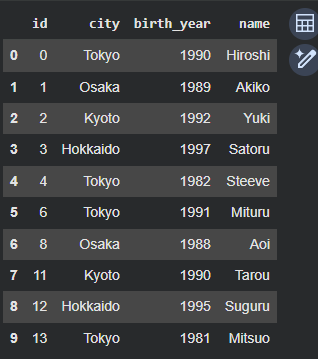 id city birth_year name
0 0 Tokyo 1990 Hiroshi
1 1 Osaka 1989 Akiko
2 2 Kyoto 1992 Yuki
3 3 Hokkaido 1997 Satoru
4 4 Tokyo 1982 Steeve
5 6 Tokyo 1991 Mituru
6 8 Osaka 1988 Aoi
7 11 Kyoto 1990 Tarou
8 12 Hokkaido 1995 Suguru
9 13 Tokyo 1981 Mitsuo